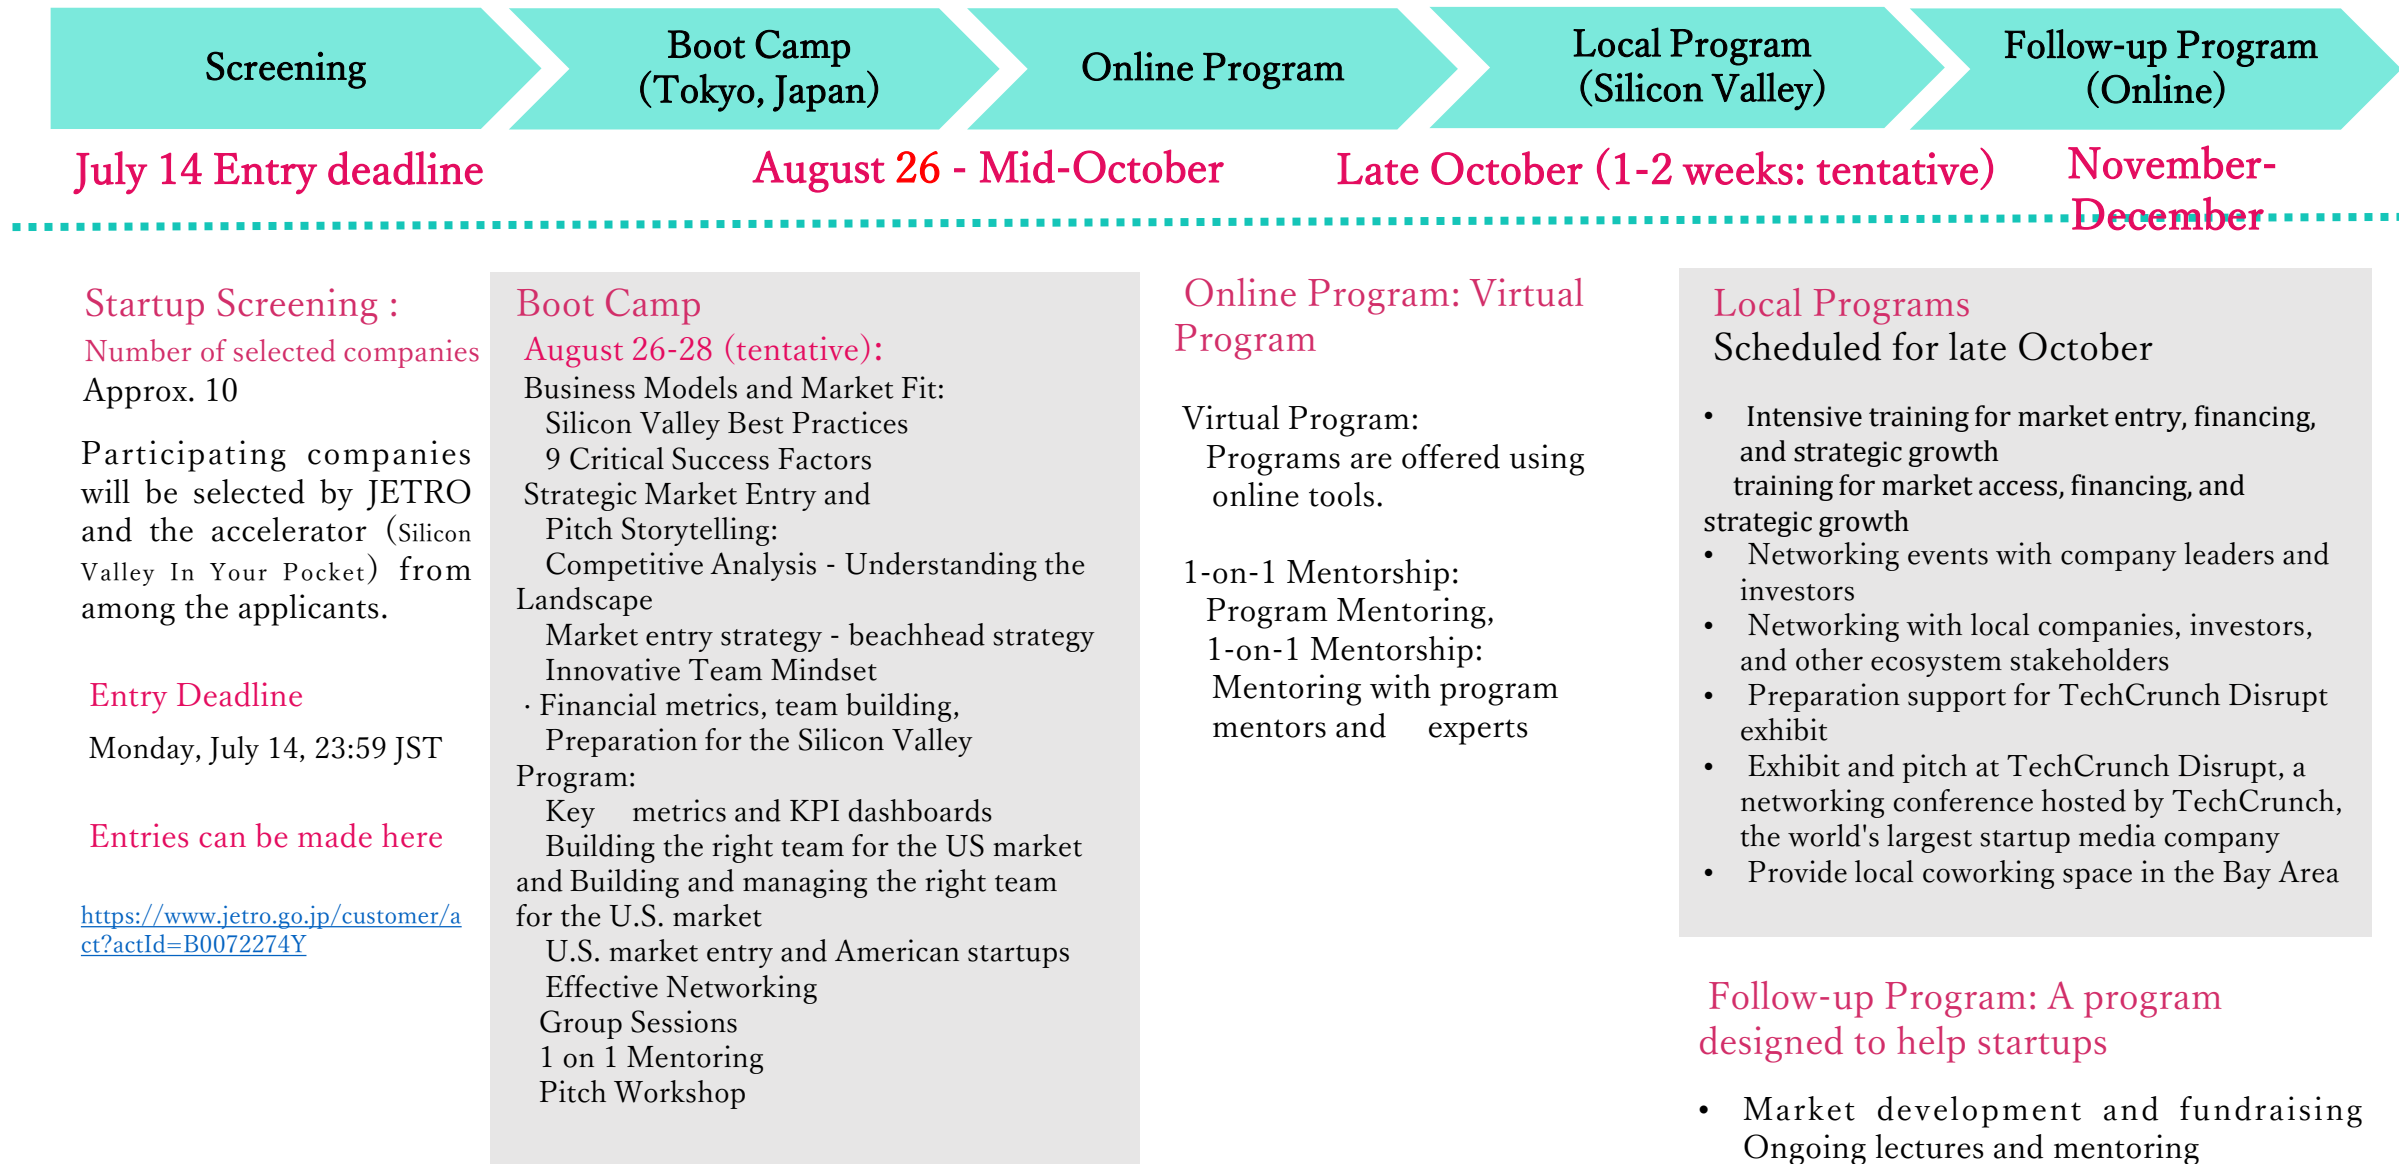 Screening
Boot Camp
(Tokyo, Japan)
Online Program
Local Program
(Silicon Valley)
Follow-up Program
(Online)
July 14 Entry deadline
August 26 - Mid-October
Late October (1-2 weeks: tentative)
November-
December
Startup Screening :
Number of selected companies
Approx. 10
Participating companies
will be selected by JETRO
and the accelerator (Silicon
Valley In Your Pocket) from
among the applicants.
Entry Deadline
Monday, July 14, 23:59 JST
Entries can be made here
https://www.jetro.go.jp/customer/a
ct?actId=B0072274Y
Boot Camp
August 26-28 (tentative):
Business Models and Market Fit:
Silicon Valley Best Practices
9 Critical Success Factors
Strategic Market Entry and
Pitch Storytelling:
Competitive Analysis - Understanding the
Landscape
Market entry strategy - beachhead strategy
Innovative Team Mindset
· Financial metrics, team building,
Preparation for the Silicon Valley
Program:
Key metrics and KPI dashboards
Building the right team for the US market
and Building and managing the right team
for the U.S. market
U.S. market entry and American startups
Effective Networking
Group Sessions
1 on 1 Mentoring
Pitch Workshop
Online Program: Virtual
Program
Virtual Program:
Programs are offered using
online tools.
1-on-1 Mentorship:
Program Mentoring,
1-on-1 Mentorship:
Mentoring with program
mentors and experts
Local Programs
Scheduled for late October
• Intensive training for market entry, financing,
and strategic growth
training for market access, financing, and
strategic growth
• Networking events with company leaders and
investors
• Networking with local companies, investors,
and other ecosystem stakeholders
• Preparation support for TechCrunch Disrupt
exhibit
• Exhibit and pitch at TechCrunch Disrupt, a
networking conference hosted by TechCrunch,
the world's largest startup media company
• Provide local coworking space in the Bay Area
Follow-up Program: A program
designed to help startups
• Market development and fundraising
Ongoing lectures and mentoring